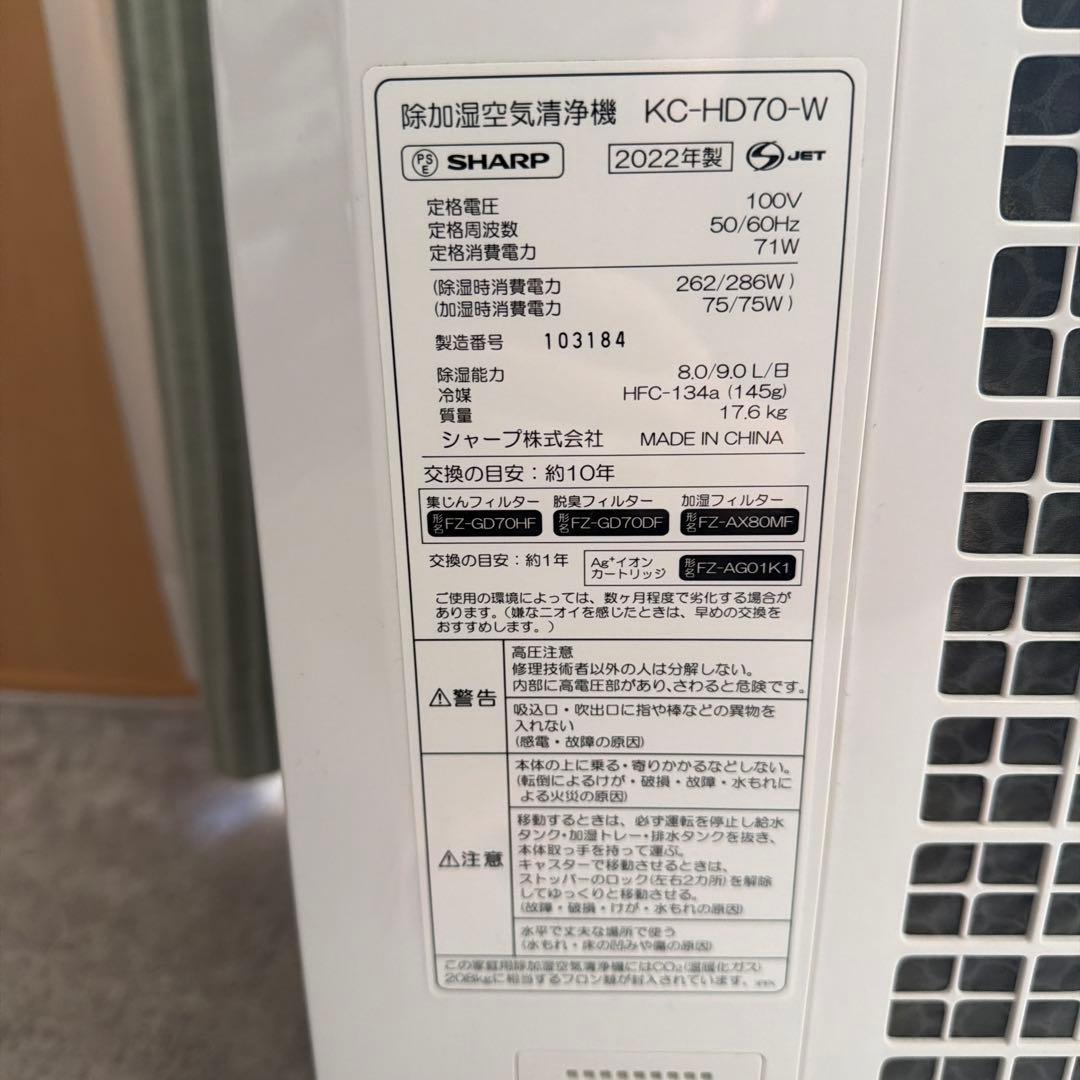 除加湿空気清浄機 KC-HD70-W
PSE SHARP 2022年製 S JET
定格電圧 100V
定格周波数 50/60Hz
定格消費電力 71W
(除湿時消費電力 262/286W)
(加湿時消費電力 75/75W)
製造番号 103184
除湿能力 8.0/9.0 L/日
冷媒 HFC-134a (145g)
質量 17.6 kg
シャープ株式会社 MADE IN CHINA
交換の目安：約10年
集じんフィルター 脱臭フィルター 加湿フィルター
形名 FZ-GD70HF 形名 FZ-GD70DF 形名 FZ-AX80MF
交換の目安：約1年 Ag⁺イオンカートリッジ 形名 FZ-AG01K1
ご使用の環境によっては、数ヶ月程度で劣化する場合が
あります。(嫌なニオイを感じたときは、早めの交換を
おすすめします。)
⚠警告
高圧注意
修理技術者以外の人は分解しない。
内部に高電圧部があり、さわると危険です。
吸込口・吹出口に指や棒などの異物を
入れない
(感電・故障の原因)
⚠注意
本体の上に乗る・寄りかかるなどしない。
(転倒によるけが・破損・故障・水もれに
よる火災の原因)
移動するときは、必ず運転を停止し給水
タンク・加湿トレー・排水タンクを抜き、
本体取っ手を持って運ぶ。
キャスターで移動させるときは、
ストッパーのロック(左右2カ所)を解除
してゆっくりと移動させる。
(故障・破損・けが・水もれの原因)
水平で丈夫な場所で使う
(水もれ・床の凹みや傷の原因)
この家庭用除加湿空気清浄機にはCO₂(温暖化ガス)
208kgに相当するフロン類が封入されています。